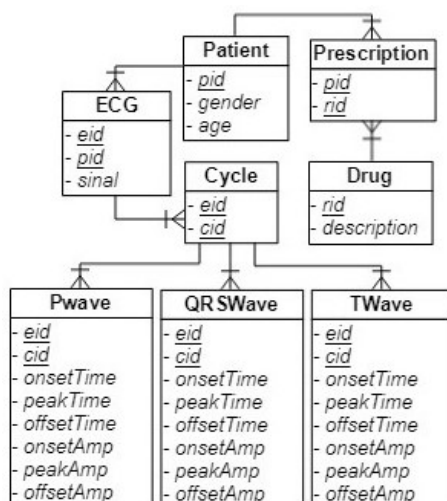 Patient
- pid
- gender
- age
Prescription
- pid
- rid
ECG
- eid
- pid
- sinal
Cycle
- eid
- cid
Drug
- rid
- description
Pwave
- eid
- cid
- onsetTime
- peakTime
- offsetTime
- onsetAmp
- peakAmp
- offsetAmp
QRSWave
- eid
- cid
- onsetTime
- peakTime
- offsetTime
- onsetAmp
- peakAmp
- offsetAmp
TWave
- eid
- cid
- onsetTime
- peakTime
- offsetTime
- onsetAmp
- peakAmp
- offsetAmp